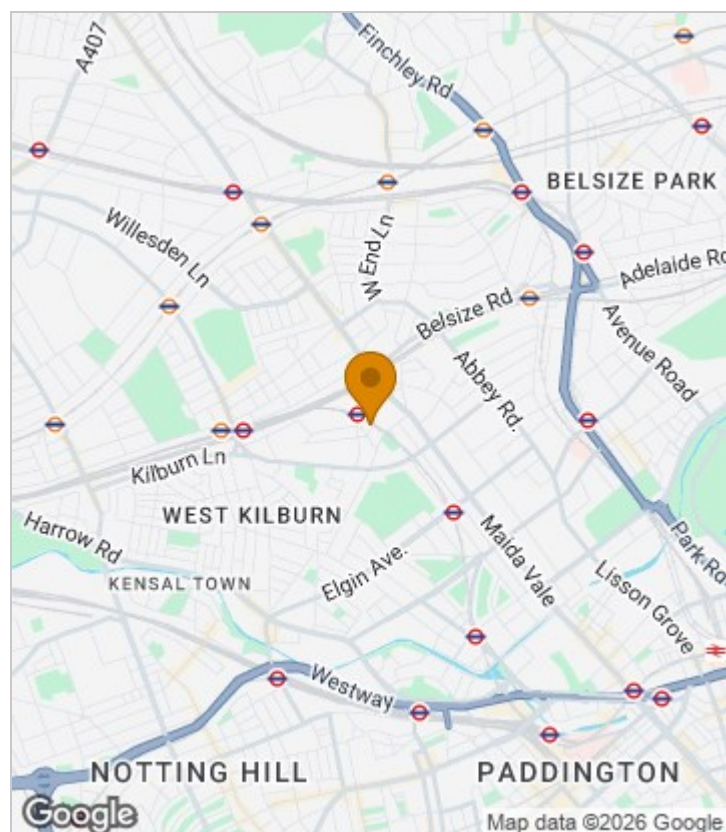 A407
Finchley Rd
BELSIZE PARK
Willesden Ln
W End Ln
Adelaide Rd
Belsize Rd
Avenue Road
Abbey Rd.
Kilburn Ln
WEST KILBURN
Harrow Rd
Maida Vale
Park Ro
KENSAL TOWN
Elgin Ave.
Lisson Grove
Westway
NOTTING HILL
PADDINGTON
Google
Map data ©2026 Google